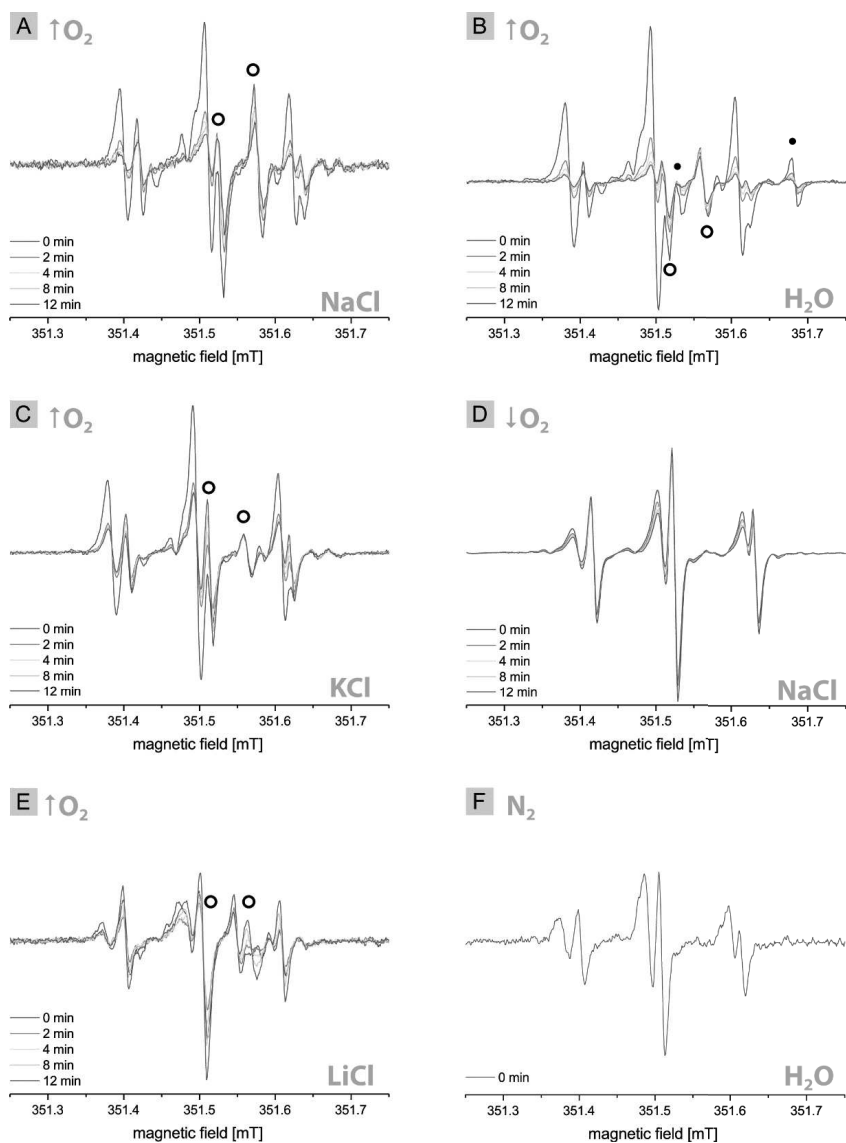 A ↑O₂
0 min
2 min
4 min
8 min
12 min
NaCl
351.3 351.4 351.5 351.6 351.7
magnetic field [mT]
B ↑O₂
0 min
2 min
4 min
8 min
12 min
H₂O
351.3 351.4 351.5 351.6 351.7
magnetic field [mT]
C ↑O₂
0 min
2 min
4 min
8 min
12 min
KCl
351.3 351.4 351.5 351.6 351.7
magnetic field [mT]
D ↓O₂
0 min
2 min
4 min
8 min
12 min
NaCl
351.3 351.4 351.5 351.6 351.7
magnetic field [mT]
E ↑O₂
0 min
2 min
4 min
8 min
12 min
LiCl
351.3 351.4 351.5 351.6 351.7
magnetic field [mT]
F N₂
0 min
H₂O
351.3 351.4 351.5 351.6 351.7
magnetic field [mT]